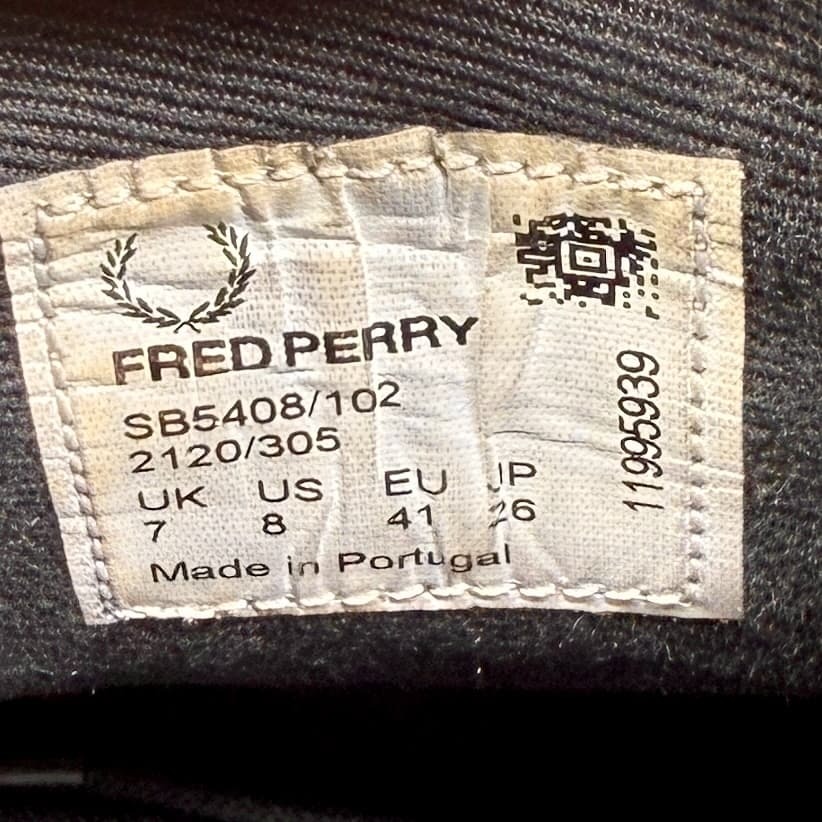 FRED PERRY
SB5408/102
2120/305
UK US EU JP
7 8 41 26
Made in Portugal
11995939